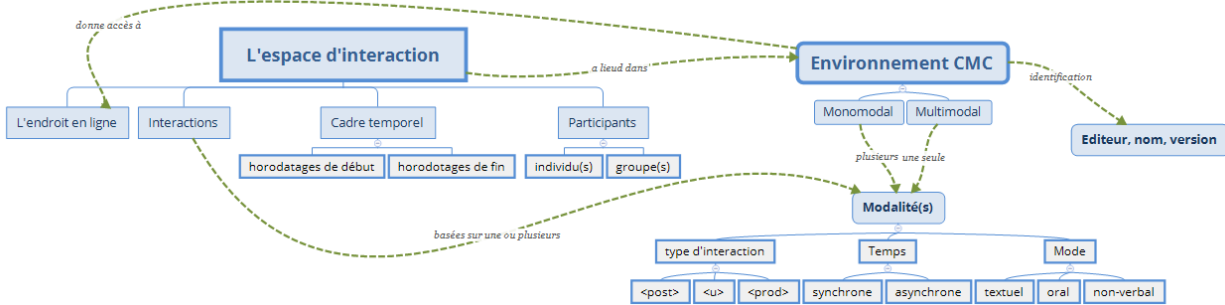 donne accès à
L'espace d'interaction
a lieud dans'
Environnement CMC
identification
L'endroit en ligne
Interactions
Cadre temporel
Participants
Monomodal
Multimodal
Editeur, nom, version
horodatages de début
horodotages de fin
individu(s)
groupe(s)
plusieurs
une seule
Modalité(s)
basées sur une ou plusieurs
type d'interaction
Temps
Mode
<post>
<u>
<prod>
synchrone
asynchrone
textuel
oral
non-verbal